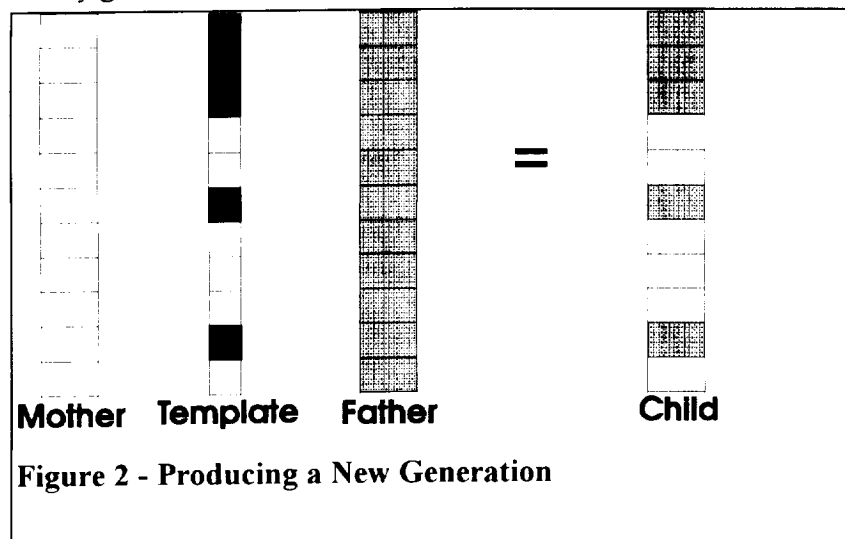 =
Mother Template Father Child
Figure 2 - Producing a New Generation